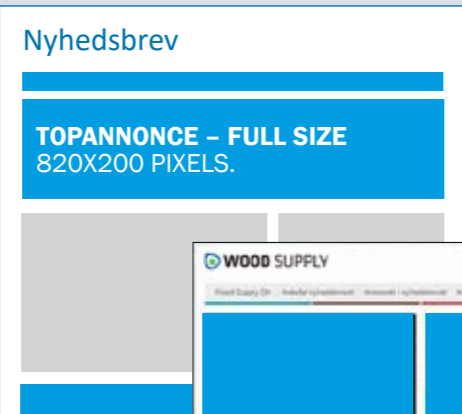 Nyhedsbrev
TOPANNONCE – FULL SIZE
820X200 PIXELS.
WOOD SUPPLY